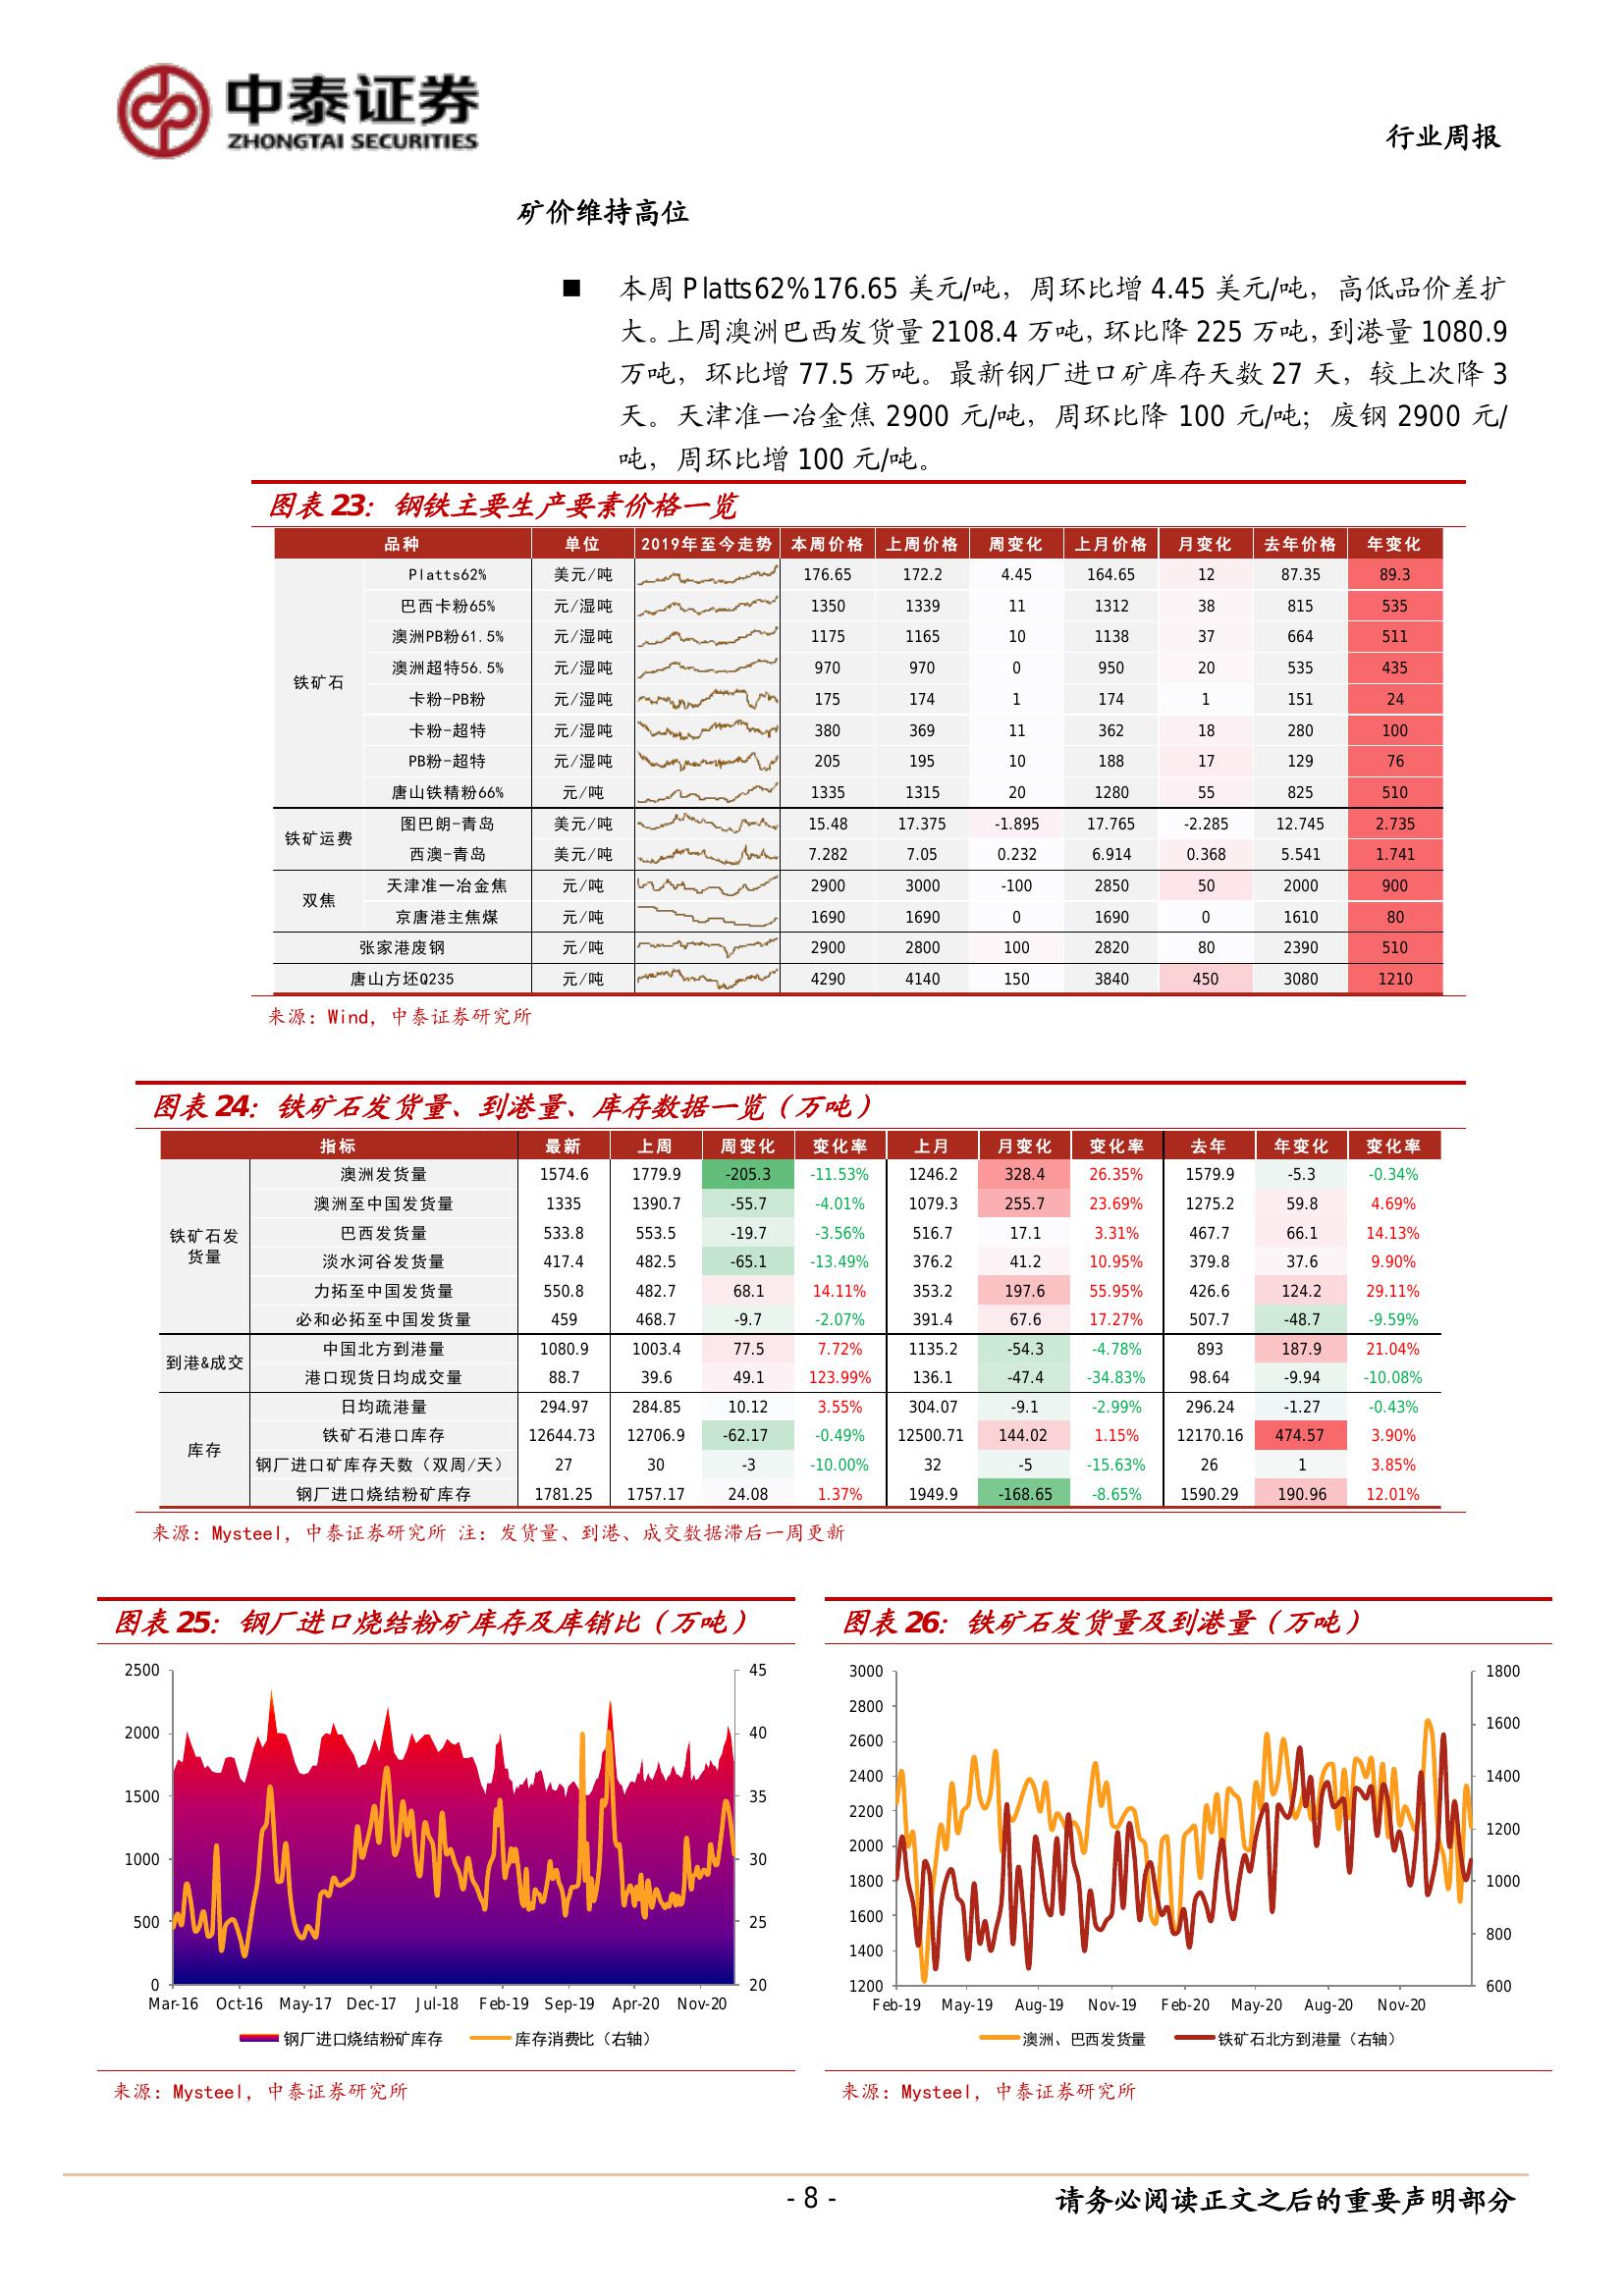 中泰证券
ZHONGTAI SECURITIES
行业周报
矿价维持高位
■ 本周 Platts62%176.65 美元/吨，周环比增 4.45 美元/吨，高低品价差扩
大。上周澳洲巴西发货量 2108.4 万吨，环比降 225 万吨，到港量 1080.9
万吨，环比增 77.5 万吨。最新钢厂进口矿库存天数 27 天，较上次降 3
天。天津准一冶金焦 2900 元/吨，周环比降 100 元/吨；废钢 2900 元/
吨，周环比增 100 元/吨。
图表 23：钢铁主要生产要素价格一览
品种 单位 2019年至今走势 本周价格 上周价格 周变化 上月价格 月变化 去年价格 年变化
铁矿石
Platts62% 美元/吨 176.65 172.2 4.45 164.65 12 87.35 89.3
巴西卡粉65% 元/湿吨 1350 1339 11 1312 38 815 535
澳洲PB粉61.5% 元/湿吨 1175 1165 10 1138 37 664 511
澳洲超特56.5% 元/湿吨 970 970 0 950 20 535 435
卡粉-PB粉 元/湿吨 175 174 1 174 1 151 24
卡粉-超特 元/湿吨 380 369 11 362 18 280 100
PB粉-超特 元/湿吨 205 195 10 188 17 129 76
唐山铁精粉66% 元/吨 1335 1315 20 1280 55 825 510
铁矿运费
图巴朗-青岛 美元/吨 15.48 17.375 -1.895 17.765 -2.285 12.745 2.735
西澳-青岛 美元/吨 7.282 7.05 0.232 6.914 0.368 5.541 1.741
双焦
天津准一冶金焦 元/吨 2900 3000 -100 2850 50 2000 900
京唐港主焦煤 元/吨 1690 1690 0 1690 0 1610 80
张家港废钢 元/吨 2900 2800 100 2820 80 2390 510
唐山方坯Q235 元/吨 4290 4140 150 3840 450 3080 1210
来源：Wind，中泰证券研究所
图表 24：铁矿石发货量、到港量、库存数据一览（万吨）
指标 最新 上周 周变化 变化率 上月 月变化 变化率 去年 年变化 变化率
铁矿石发
货量
澳洲发货量 1574.6 1779.9 -205.3 -11.53% 1246.2 328.4 26.35% 1579.9 -5.3 -0.34%
澳洲至中国发货量 1335 1390.7 -55.7 -4.01% 1079.3 255.7 23.69% 1275.2 59.8 4.69%
巴西发货量 533.8 553.5 -19.7 -3.56% 516.7 17.1 3.31% 467.7 66.1 14.13%
淡水河谷发货量 417.4 482.5 -65.1 -13.49% 376.2 41.2 10.95% 379.8 37.6 9.90%
力拓至中国发货量 550.8 482.7 68.1 14.11% 353.2 197.6 55.95% 426.6 124.2 29.11%
必和必拓至中国发货量 459 468.7 -9.7 -2.07% 391.4 67.6 17.27% 507.7 -48.7 -9.59%
到港&成交
中国北方到港量 1080.9 1003.4 77.5 7.72% 1135.2 -54.3 -4.78% 893 187.9 21.04%
港口现货日均成交量 88.7 39.6 49.1 123.99% 136.1 -47.4 -34.83% 98.64 -9.94 -10.08%
库存
日均疏港量 294.97 284.85 10.12 3.55% 304.07 -9.1 -2.99% 296.24 -1.27 -0.43%
铁矿石港口库存 12644.73 12706.9 -62.17 -0.49% 12500.71 144.02 1.15% 12170.16 474.57 3.90%
钢厂进口矿库存天数（双周/天） 27 30 -3 -10.00% 32 -5 -15.63% 26 1 3.85%
钢厂进口烧结粉矿库存 1781.25 1757.17 24.08 1.37% 1949.9 -168.65 -8.65% 1590.29 190.96 12.01%
来源：Mysteel，中泰证券研究所 注：发货量、到港、成交数据滞后一周更新
图表 25：钢厂进口烧结粉矿库存及库销比（万吨）
2500 45
2000 40
1500 35
1000 30
500 25
0 20
Mar-16 Oct-16 May-17 Dec-17 Jul-18 Feb-19 Sep-19 Apr-20 Nov-20
钢厂进口烧结粉矿库存 库存消费比（右轴）
来源：Mysteel，中泰证券研究所
图表 26：铁矿石发货量及到港量（万吨）
3000 1800
2800
2600 1600
2400 1400
2200
2000 1200
1800 1000
1600
1400 800
1200 600
Feb-19 May-19 Aug-19 Nov-19 Feb-20 May-20 Aug-20 Nov-20
澳洲、巴西发货量 铁矿石北方到港量（右轴）
来源：Mysteel，中泰证券研究所
- 8 -
请务必阅读正文之后的重要声明部分